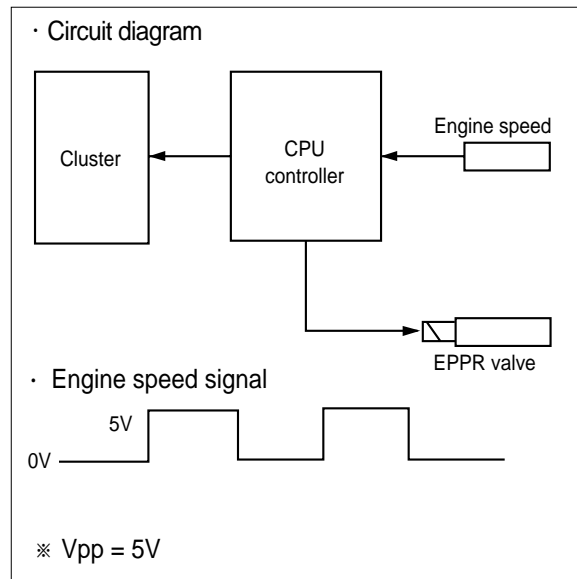 · Circuit diagram
Engine speed
Cluster
CPU
controller
EPPR valve
· Engine speed signal
5V
0V
※ Vpp = 5V